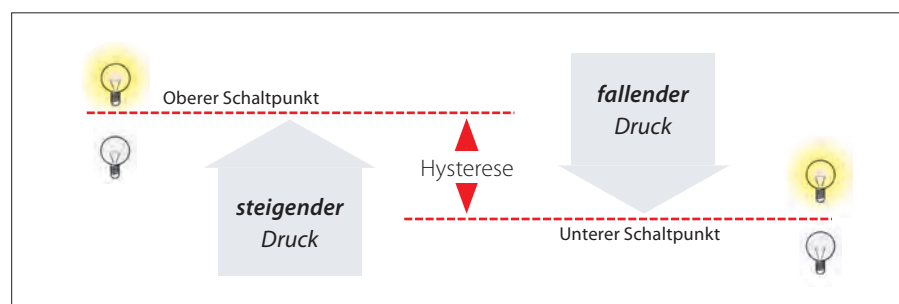 Oberer Schaltpunkt
steigender
Druck
Hysterese
fallender
Druck
Unterer Schaltpunkt